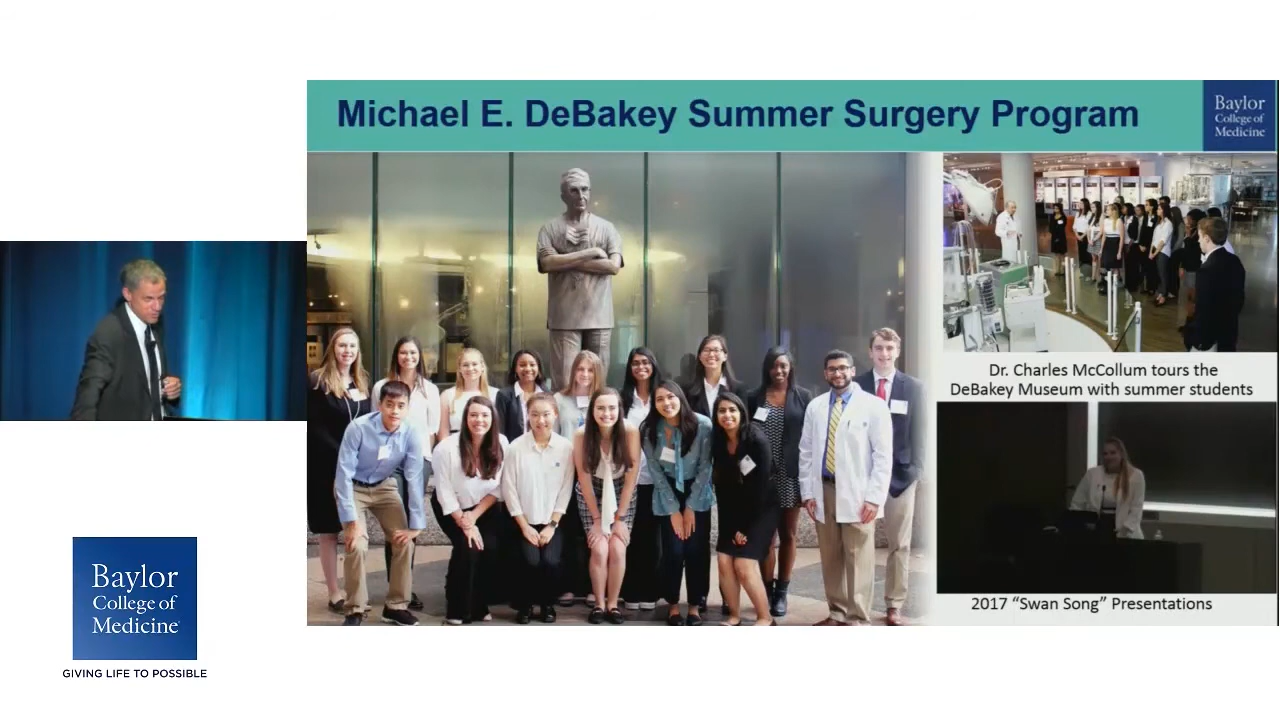 Michael E. DeBakey Summer Surgery Program
Baylor
College of
Medicine
Dr. Charles McCollum tours the
DeBakey Museum with summer students
2017 “Swan Song” Presentations
Baylor
College of
Medicine
GIVING LIFE TO POSSIBLE